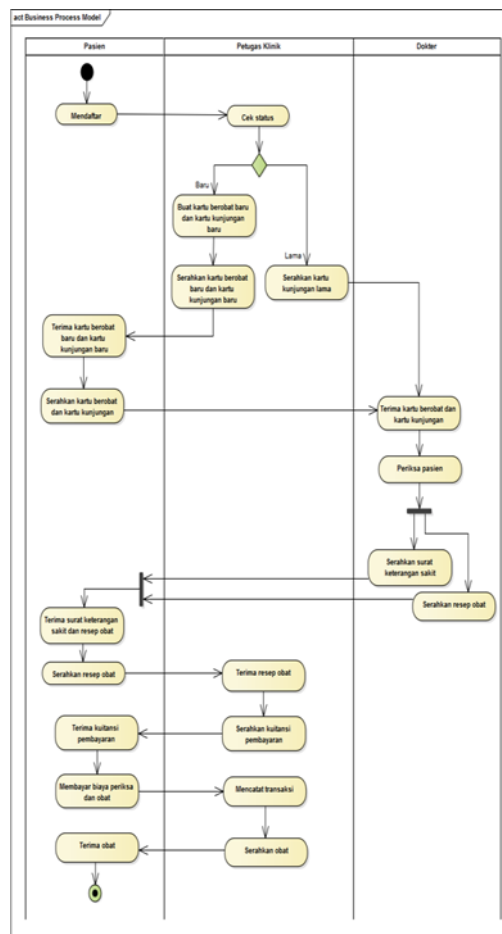 act Business Process Model
Pasien
Petugas Klinik
Dokter
Mendaftar
Cek status
Baru
Buat kartu berobat baru
dan kartu kunjungan
baru
Lama
Serahkan kartu berobat
baru dan kartu
kunjungan baru
Serahkan kartu
kunjungan lama
Terima kartu berobat
baru dan kartu
kunjungan baru
Serahkan kartu berobat
dan kartu kunjungan
Terima kartu berobat dan
kartu kunjungan
Periksa pasien
Serahkan surat
keterangan sakit
Serahkan resep obat
Terima surat keterangan
sakit dan resep obat
Serahkan resep obat
Terima resep obat
Terima kuitansi
pembayaran
Serahkan kuitansi
pembayaran
Membayar biaya periksa
dan obat
Mencatat transaksi
Terima obat
Serahkan obat